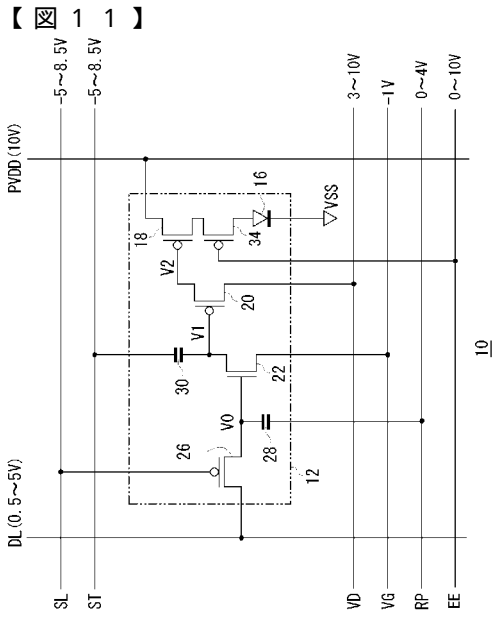 【図１１】
PVDD(10V)
DL(0.5~5V)
SL
-5~8.5V
ST
-5~8.5V
18
V2
34
16
VSS
20
V1
30
22
V0
26
28
12
VD
3~10V
VG
-1V
RP
0~4V
EE
0~10V
10